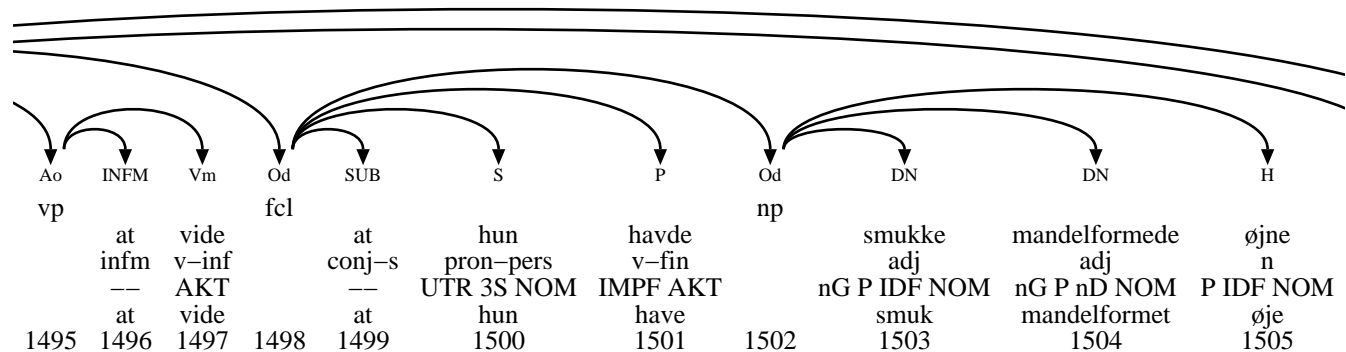 Ao INFM Vm Od SUB S P Od DN DN H
vp fcl np
at vide at hun havde smukke mandelformede øjne
infm v−inf conj−s pron−pers v−fin adj adj n
−− AKT −− UTR 3S NOM IMPF AKT nG P IDF NOM nG P nD NOM P IDF NOM
at vide at hun have smuk mandelformet øje
1495 1496 1497 1498 1499 1500 1501 1502 1503 1504 1505